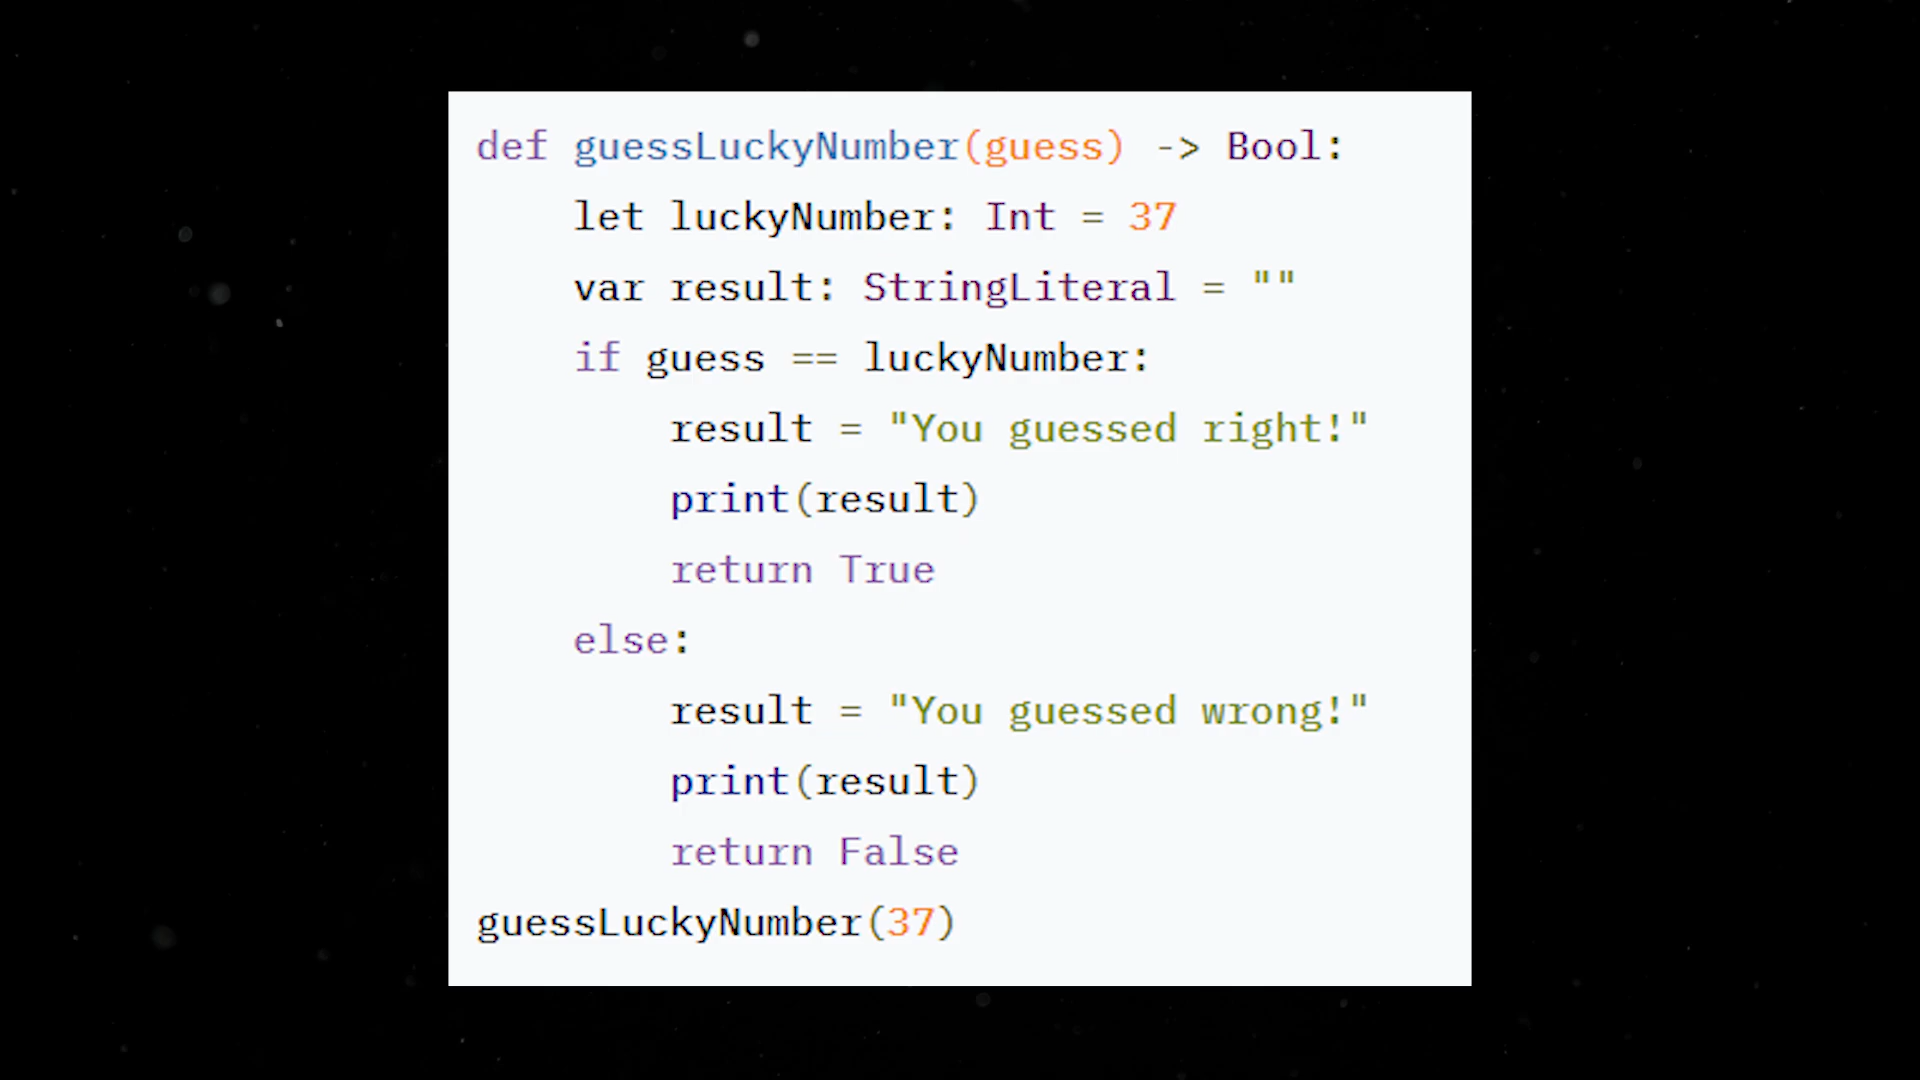 def guessLuckyNumber(guess) -> Bool:
    let luckyNumber: Int = 37
    var result: StringLiteral = ""
    if guess == luckyNumber:
        result = "You guessed right!"
        print(result)
        return True
    else:
        result = "You guessed wrong!"
        print(result)
        return False
guessLuckyNumber(37)